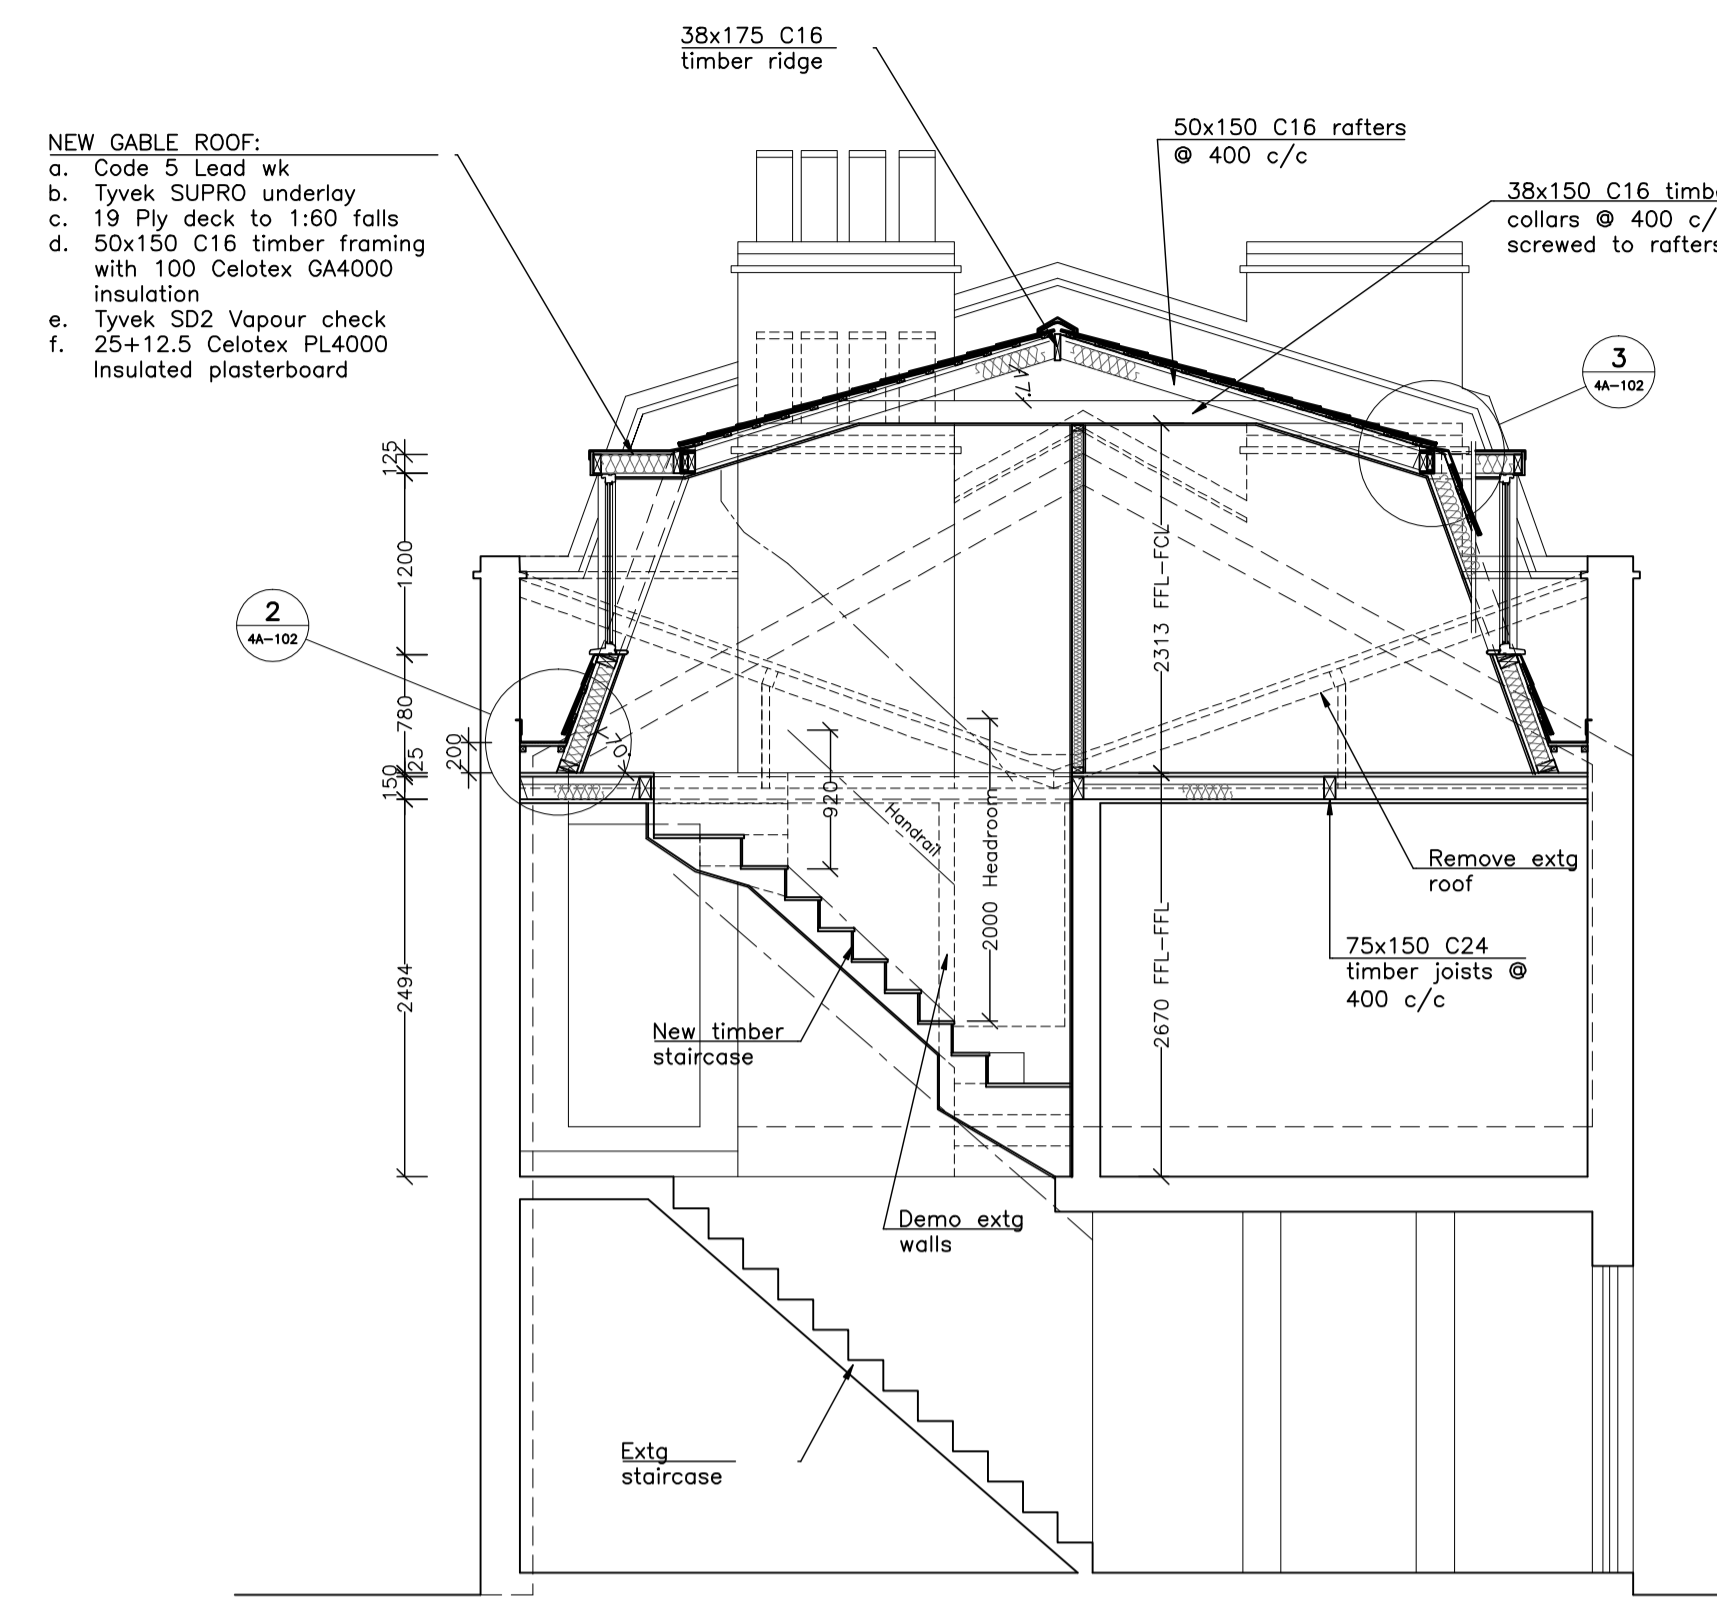 38x175 C16
timber ridge
NEW GABLE ROOF:
a. Code 5 Lead wk
b. Tyvek SUPRO underlay
c. 19 Ply deck to 1:60 falls
d. 50x150 C16 timber framing
with 100 Celotex GA4000
insulation
e. Tyvek SD2 Vapour check
f. 25+12.5 Celotex PL4000
Insulated plasterboard
50x150 C16 rafters
@ 400 c/c
38x150 C16 timbe
collars @ 400 c/
screwed to rafters
3
4A-102
17°
125
1200
780
200
25
150
2494
2
4A-102
70°
2313 FFL-FCL
920
Handrail
2000 Headroom
2670 FFL-FFL
Remove extg
roof
75x150 C24
timber joists @
400 c/c
New timber
staircase
Demo extg
walls
Extg
staircase